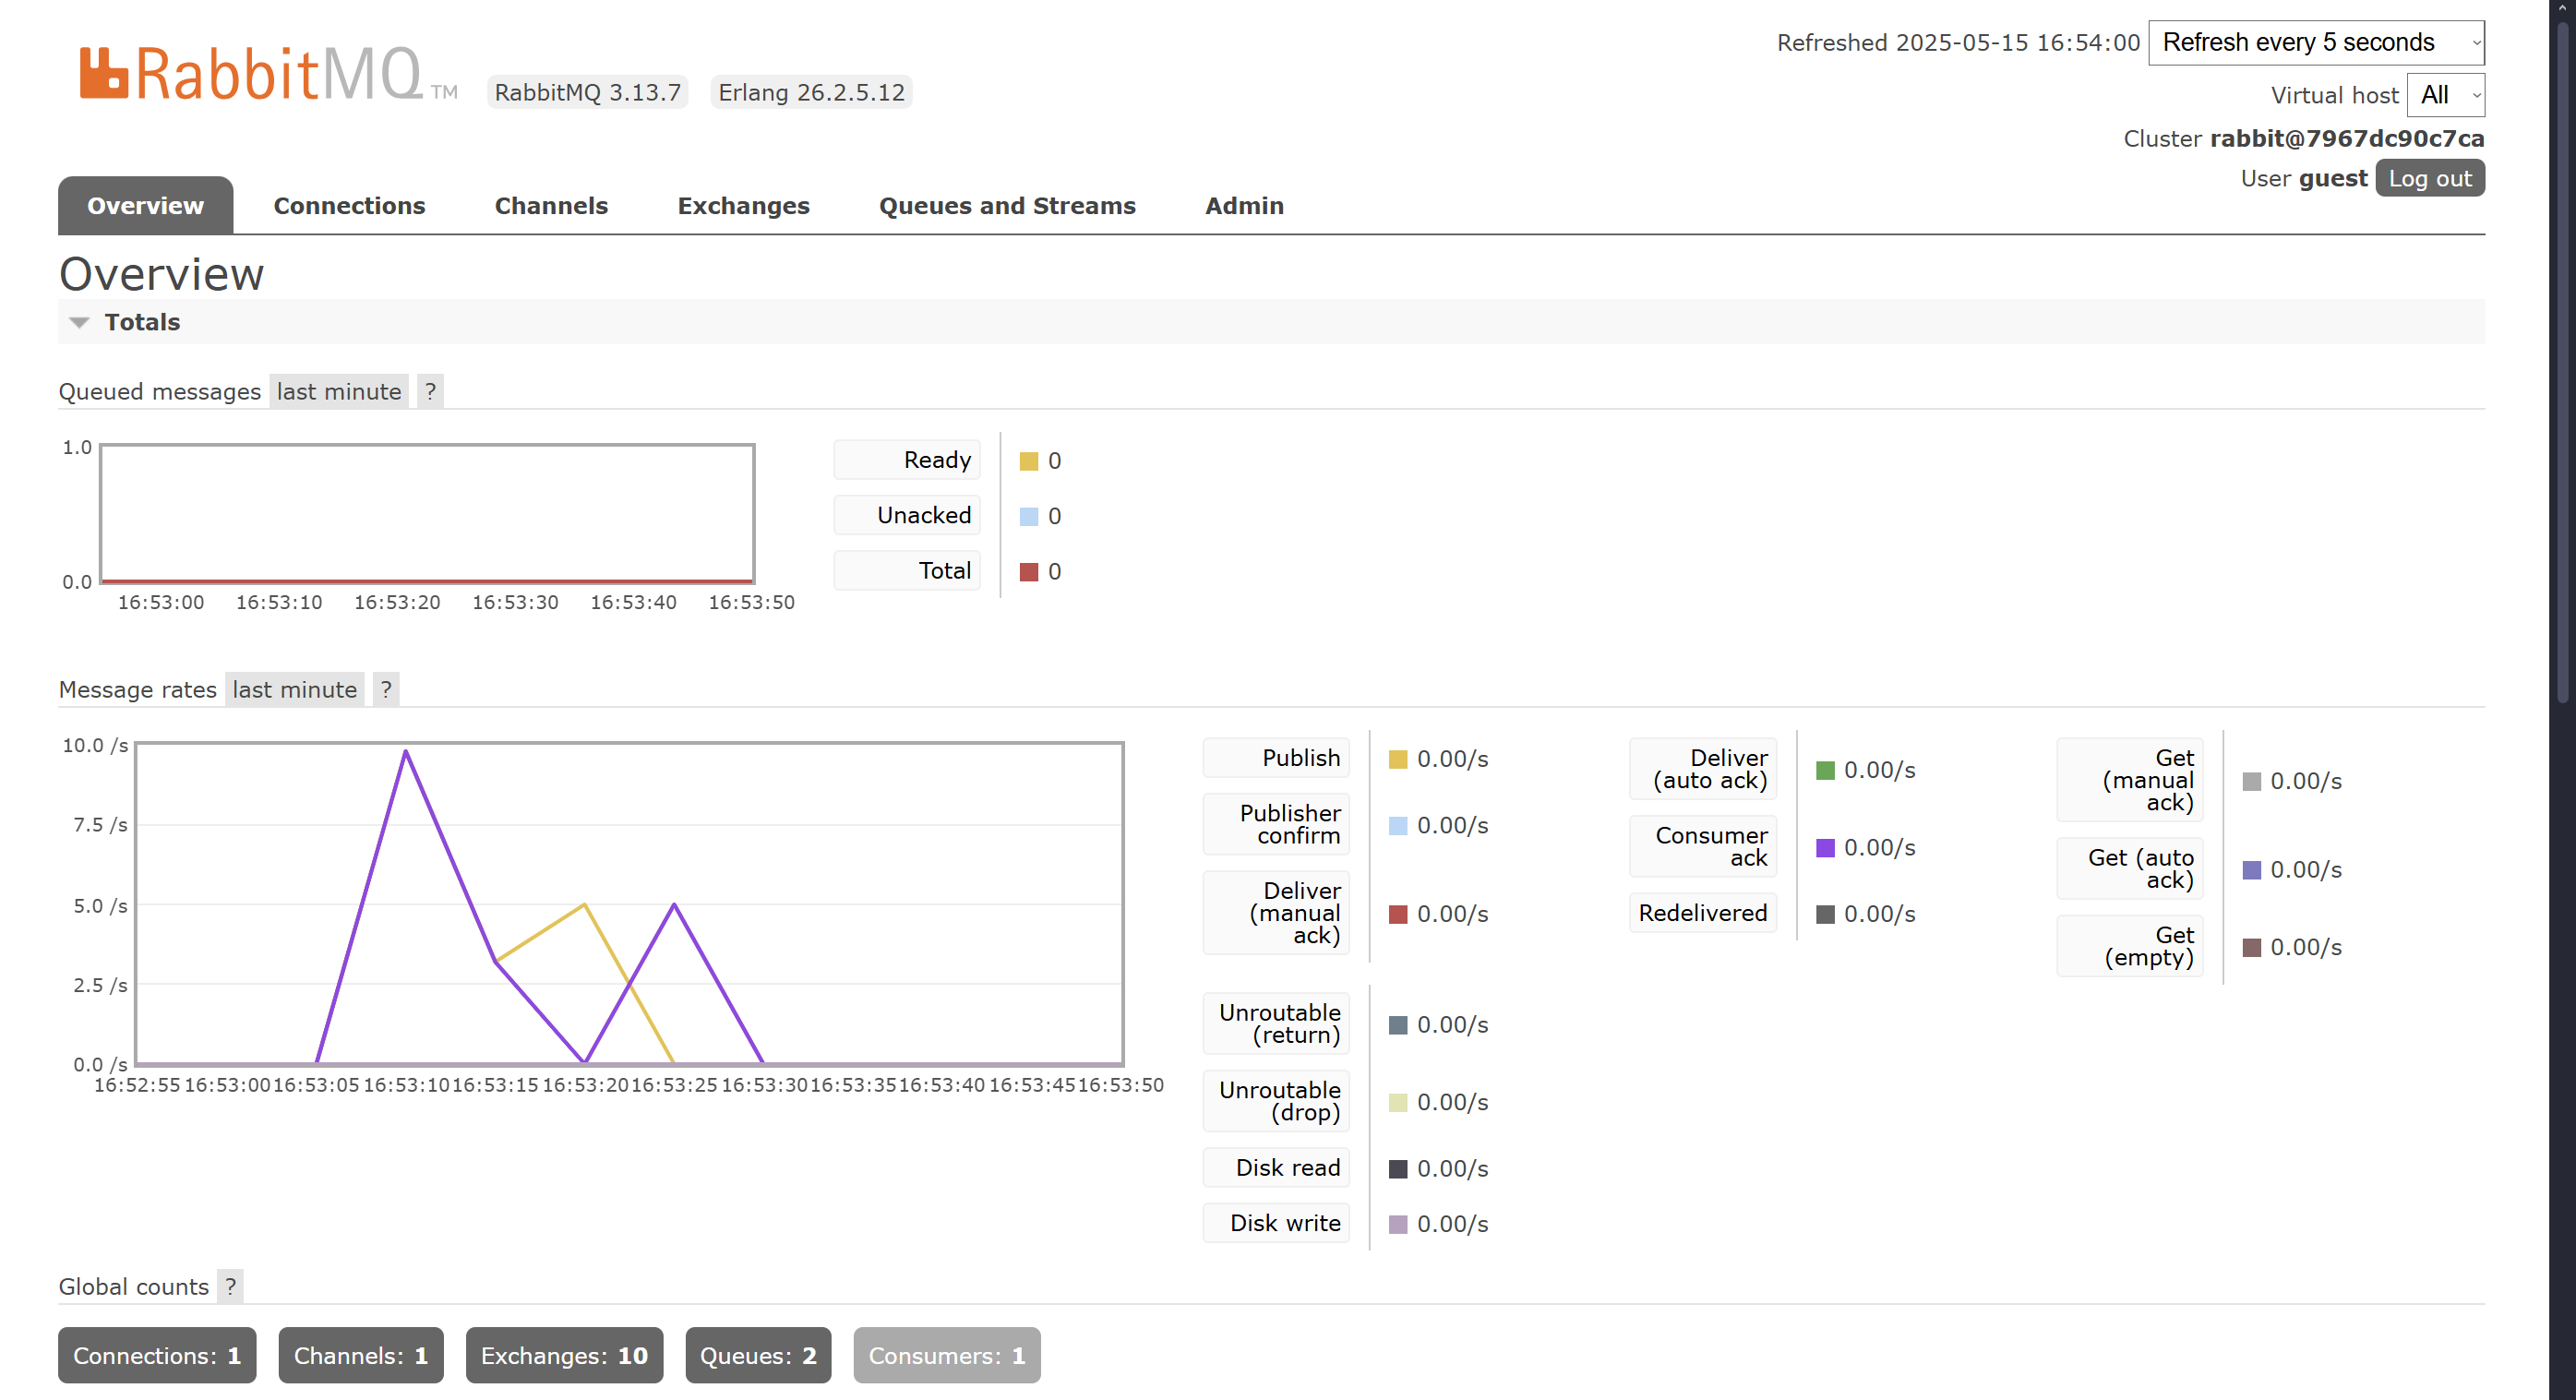 RabbitMQ TM
RabbitMQ 3.13.7 Erlang 26.2.5.12
Refreshed 2025-05-15 16:54:00 Refresh every 5 seconds
Virtual host All
Cluster rabbit@7967dc90c7ca
User guest Log out
Overview Connections Channels Exchanges Queues and Streams Admin
Overview
Totals
Queued messages last minute ?
1.0
0.0
16:53:00 16:53:10 16:53:20 16:53:30 16:53:40 16:53:50
Ready 0
Unacked 0
Total 0
Message rates last minute ?
10.0 /s
7.5 /s
5.0 /s
2.5 /s
0.0 /s
16:52:55 16:53:00 16:53:05 16:53:10 16:53:15 16:53:20 16:53:25 16:53:30 16:53:35 16:53:40 16:53:45 16:53:50
Publish 0.00/s
Publisher
confirm 0.00/s
Deliver
(manual
ack) 0.00/s
Deliver
(auto ack) 0.00/s
Consumer
ack 0.00/s
Redelivered 0.00/s
Get
(manual
ack) 0.00/s
Get (auto
ack) 0.00/s
Get
(empty) 0.00/s
Unroutable
(return) 0.00/s
Unroutable
(drop) 0.00/s
Disk read 0.00/s
Disk write 0.00/s
Global counts ?
Connections: 1 Channels: 1 Exchanges: 10 Queues: 2 Consumers: 1